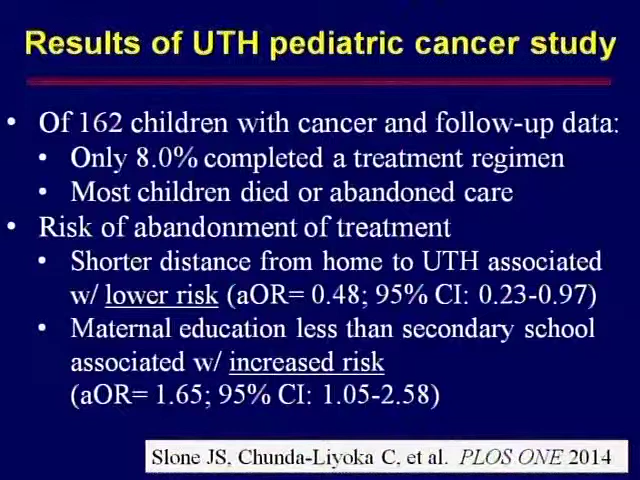 Results of UTH pediatric cancer study
• Of 162 children with cancer and follow-up data:
• Only 8.0% completed a treatment regimen
• Most children died or abandoned care
• Risk of abandonment of treatment
• Shorter distance from home to UTH associated
w/ lower risk (aOR= 0.48; 95% CI: 0.23-0.97)
• Maternal education less than secondary school
associated w/ increased risk
(aOR= 1.65; 95% CI: 1.05-2.58)
Slone JS, Chunda-Liyoka C, et al. PLOS ONE 2014